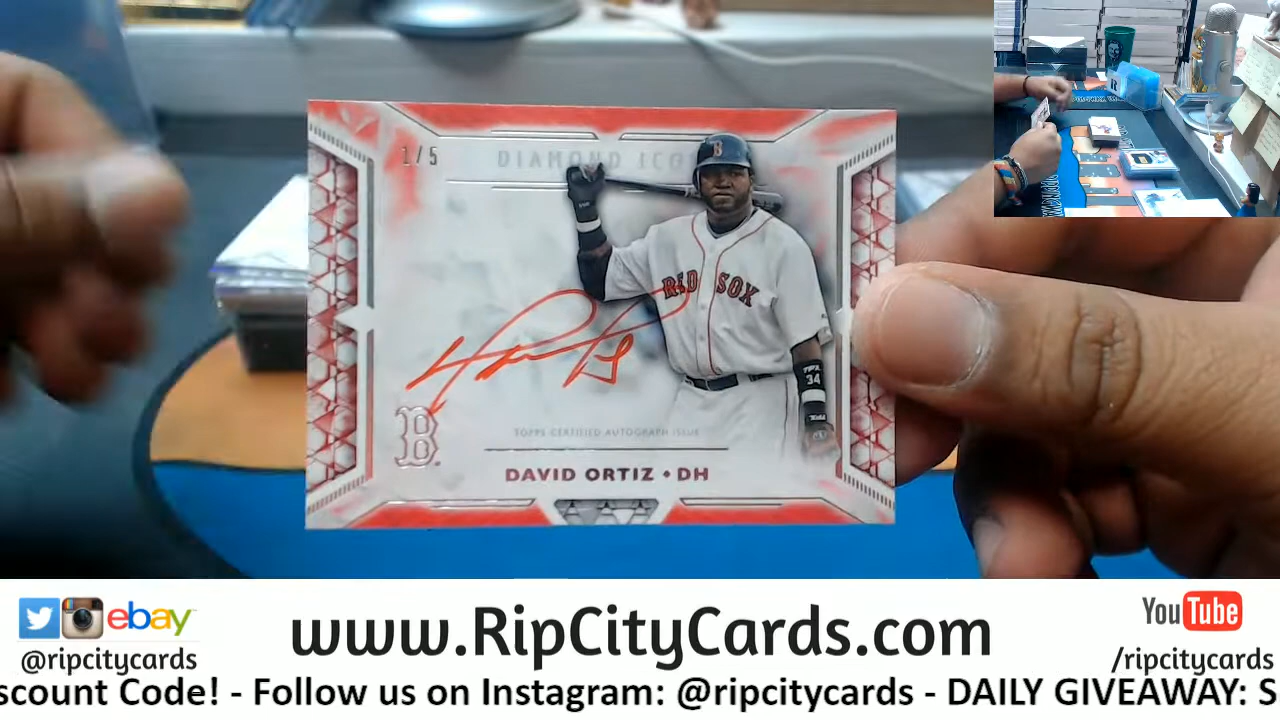 1/5
DIAMOND ICO
RED SOX
34
B
TOPPS CERTIFIED AUTOGRAPH ISSUE
DAVID ORTIZ • DH
ebay
@ripcitycards
www.RipCityCards.com
YouTube
/ripcitycards
scount Code! - Follow us on Instagram: @ripcitycards - DAILY GIVEAWAY: S